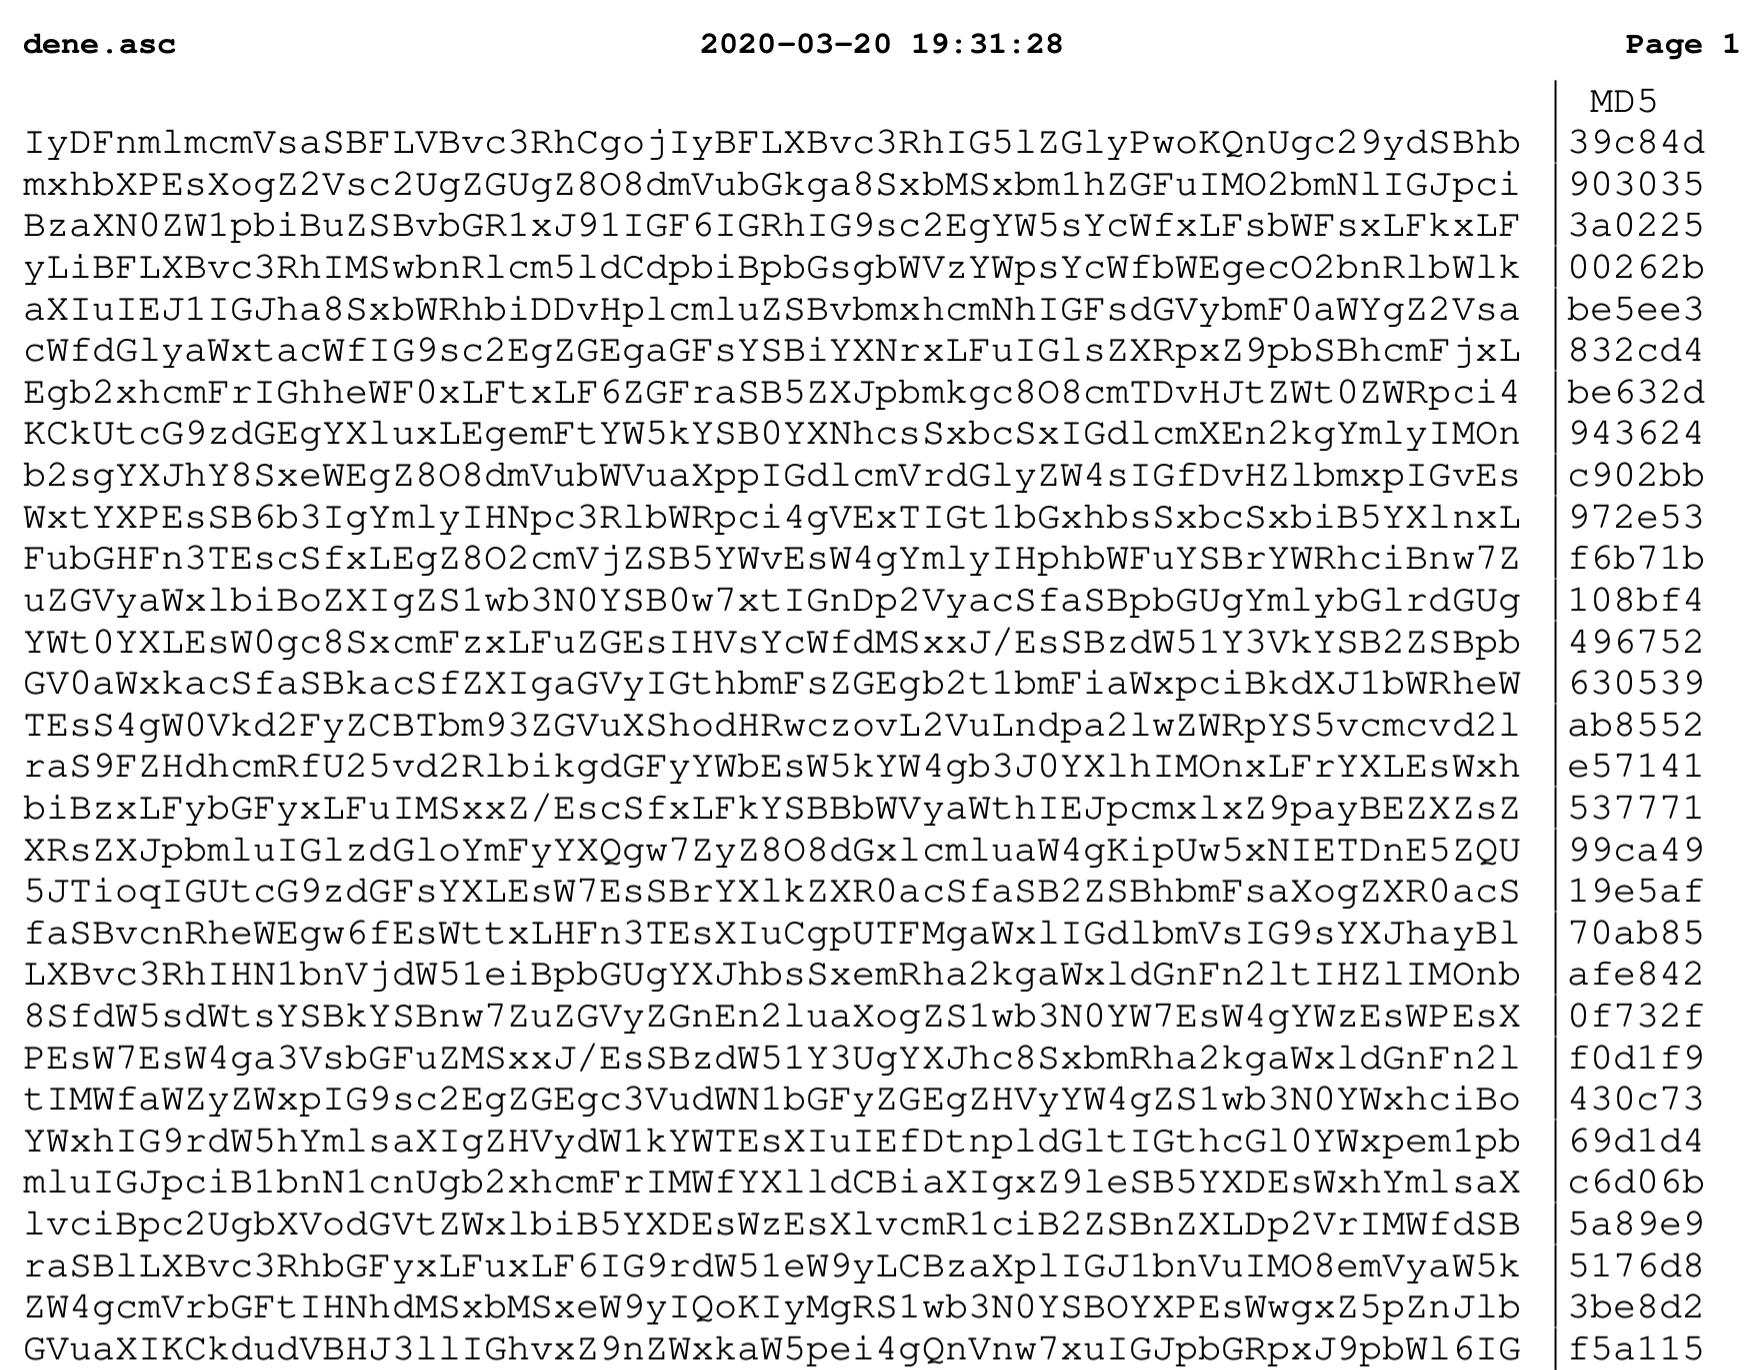 dene.asc 2020-03-20 19:31:28 Page 1
MD5
IyDFnmlmcmVsaSBFLVBvc3RhCgojIyBFLXBvc3RhIG5lZGlyPwoKQnUgc29ydSBhb 39c84d
mxhbXPEsXogZ2Vsc2UgZGUgZ8O8dmVubGkga8SxbMSxbm1hZGFuIMO2bmNlIGJpci 903035
BzaXN0ZW1pbiBuZSBvbGR1xJ91IGF6IGRhIG9sc2EgYW5sYcWfxLFsbWFsxLFkxLF 3a0225
yLiBFLXBvc3RhIMSwbnRlcm5ldCdpbiBpbGsgbWVzYWpsYcWfbWEgecO2bnRlbWlk 00262b
aXIuIEJ1IGJha8SxbWRhbiDDvHplcmluZSBvbmxhcmNhIGFsdGVybmF0aWYgZ2Vsa be5ee3
cWfdGlyaWxtacWfIG9sc2EgZGEgaGFsYSBiYXNrxLFuIGlsZXRpxZ9pbSBhcmFjxL 832cd4
Egb2xhcmFrIGhheWF0xLFtxLF6ZGFraSB5ZXJpbmkgc8O8cmTDvHJtZWt0ZWRpci4 be632d
KCkUtcG9zdGEgYXluxLEgemFtYW5kYSB0YXNhcsSxbcSxIGdlcmXEn2kgYmlyIMOn 943624
b2sgYXJhY8SxeWEgZ8O8dmVubWVuaXppIGdlcmVrdGlyZW4sIGfDvHZlbmxpIGvEs c902bb
WxtYXPEsSB6b3IgYmlyIHNpc3RlbWRpci4gVExTIGt1bGxhbsSxbcSxbiB5YXlnxL 972e53
FubGHFn3TEscSfxLEgZ8O2cmVjZSB5YWvEsW4gYmlyIHphbWFuYSBrYWRhciBnw7Z f6b71b
uZGVyaWxlbiBoZXIgZS1wb3N0YSB0w7xtIGnDp2VyacSfaSBpbGUgYmlybGlrdGUg 108bf4
YWt0YXLEsW0gc8SxcmFzxLFuZGEsIHVsYcWfdMSxxJ/EsSBzdW51Y3VkYSB2ZSBpb 496752
GV0aWxkacSfaSBkacSfZXIgaGVyIGthbmFsZGEgb2t1bmFiaWxpciBkdXJ1bWRheW 630539
TEsS4gW0Vkd2FyZCBTbm93ZGVuXShodHRwczovL2VuLndpa2lwZWRpYS5vcmcvd2l ab8552
raS9FZHdhcmRfU25vd2RlbikgdGFyYWbEsW5kYW4gb3J0YXlhIMOnxLFrYXLEsWxh e57141
biBzxLFybGFyxLFuIMSxxZ/EscSfxLFkYSBBbWVyaWthIEJpcmxlxZ9payBEZXZsZ 537771
XRsZXJpbmluIGlzdGloYmFyYXQgw7ZyZ8O8dGxlcmluaW4gKipUw5xNIETDnE5ZQU 99ca49
5JTioqIGUtcG9zdGFsYXLEsW7EsSBrYXlkZXR0acSfaSB2ZSBhbmFsaXogZXR0acS 19e5af
faSBvcnRheWEgw6fEsWttxLHFn3TEsXIuCgpUTFMgaWxlIGdlbmVsIG9sYXJhayBl 70ab85
LXBvc3RhIHN1bnVjdW51eiBpbGUgYXJhbsSxemRha2kgaWxldGnFn2ltIHZlIMOnb afe842
8SfdW5sdWtsYSBkYSBnw7ZuZGVyZGnEn2luaXogZS1wb3N0YW7EsW4gYWzEsWPEsX 0f732f
PEsW7EsW4ga3VsbGFuZMSxxJ/EsSBzdW51Y3UgYXJhc8SxbmRha2kgaWxldGnFn2l f0d1f9
tIMWfaWZyZWxpIG9sc2EgZGEgc3VudWN1bGFyZGEgZHVyYW4gZS1wb3N0YWxhciBo 430c73
YWxhIG9rdW5hYmlsaXIgZHVydW1kYWTEsXIuIEfDtnpldGltIGthcGl0YWxpem1pb 69d1d4
mluIGJpciB1bnN1cnUgb2xhcmFrIMWfYXlldCBiaXIgxZ9leSB5YXDEsWxhYmlsaX c6d06b
lvciBpc2UgbXVodGVtZWxlbiB5YXDEsWzEsXlvcmR1ciB2ZSBnZXLDp2VrIMWfdSB 5a89e9
raSBlLXBvc3RhbGFyxLFuxLF6IG9rdW51eW9yLCBzaXplIGJ1bnVuIMO8emVyaW5k 5176d8
ZW4gcmVrbGFtIHNhdMSxbMSxeW9yIQoKIyMgRS1wb3N0YSBOYXPEsWwgxZ5pZnJlb 3be8d2
GVuaXIKCkdudVBHJ3llIGhvxZ9nZWxkaW5pei4gQnVnw7xuIGJpbGRpxJ9pbWl6IG f5a115